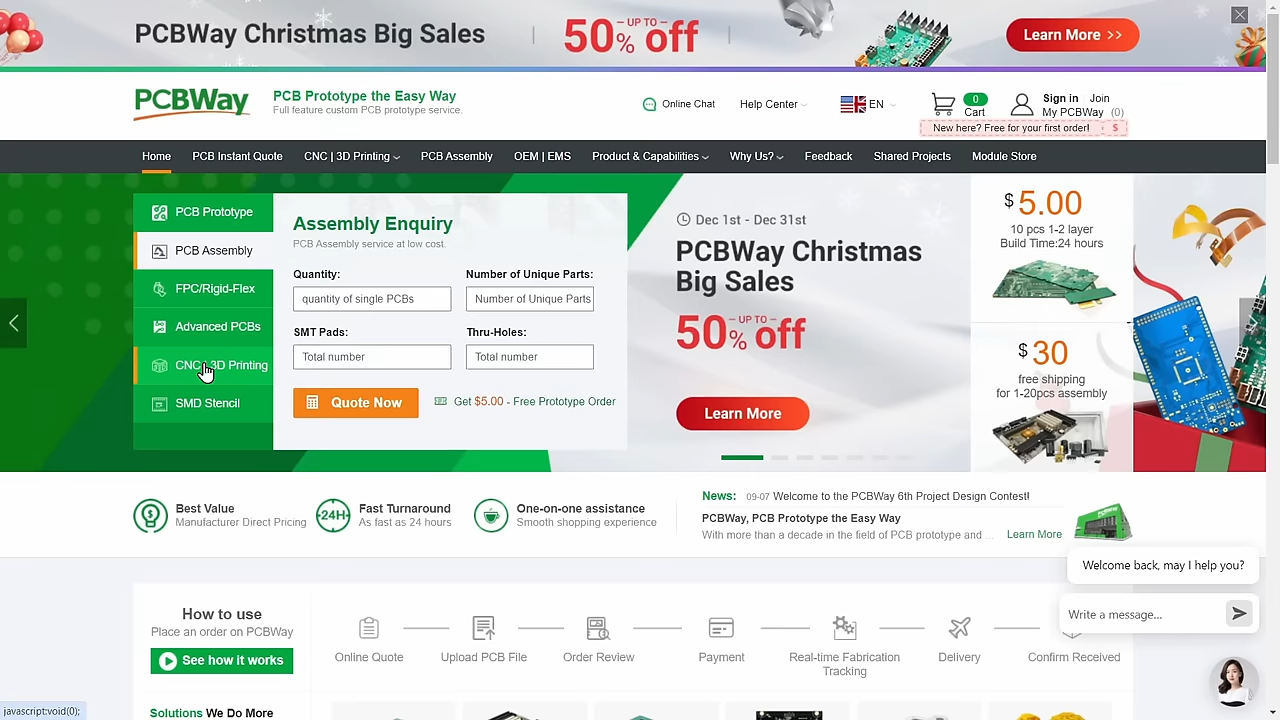 PCBWay Christmas Big Sales
UP TO
50% off
Learn More >>
PCBWay
PCB Prototype the Easy Way
Full feature custom PCB prototype service.
Online Chat
Help Center
EN
0
Cart
Sign in
Join
My PCBWay (0)
New here? Free for your first order! $
Home
PCB Instant Quote
CNC | 3D Printing
PCB Assembly
OEM | EMS
Product & Capabilities
Why Us?
Feedback
Shared Projects
Module Store
PCB Prototype
PCB Assembly
FPC/Rigid-Flex
Advanced PCBs
3D Printing
SMD Stencil
Assembly Enquiry
PCB Assembly service at low cost.
Quantity:
Number of Unique Parts:
quantity of single PCBs
Number of Unique Parts
SMT Pads:
Thru-Holes:
Total number
Total number
Quote Now
Get $5.00 - Free Prototype Order
Dec 1st - Dec 31st
PCBWay Christmas
Big Sales
UP TO
50% off
Learn More
$5.00
10 pcs 1-2 layer
Build Time:24 hours
$30
free shipping
for 1-20pcs assembly
Best Value
Manufacturer Direct Pricing
24H
Fast Turnaround
As fast as 24 hours
One-on-one assistance
Smooth shopping experience
News: 09-07 Welcome to the PCBWay 6th Project Design Contest!
PCBWay, PCB Prototype the Easy Way
With more than a decade in the field of PCB prototype and ...
Learn More
Welcome back, may I help you?
Write a message...
How to use
Place an order on PCBWay
See how it works
Online Quote
Upload PCB File
Order Review
Payment
Real-time Fabrication
Tracking
Delivery
Confirm Received
Solutions We Do More
javascript:void(0);